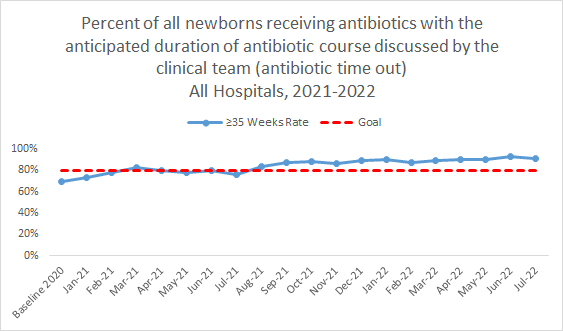 Percent of all newborns receiving antibiotics with the
anticipated duration of antibiotic course discussed by the
clinical team (antibiotic time out)
All Hospitals, 2021-2022
≥35 Weeks Rate Goal
100%
80%
60%
40%
20%
0%
Baseline 2020 Jan-21 Feb-21 Mar-21 Apr-21 May-21 Jun-21 Jul-21 Aug-21 Sep-21 Oct-21 Nov-21 Dec-21 Jan-22 Feb-22 Mar-22 Apr-22 May-22 Jun-22 Jul-22